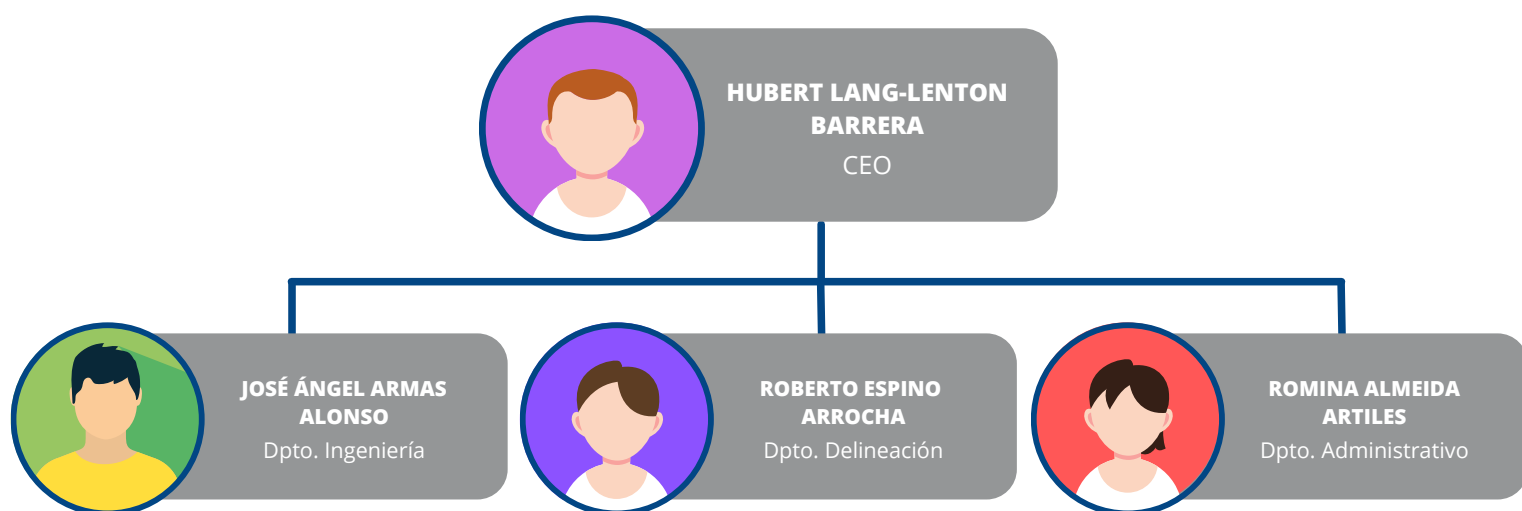 HUBERT LANG-LENTON
BARRERA
CEO
JOSÉ ÁNGEL ARMAS
ALONSO
Dpto. Ingeniería
ROBERTO ESPINO
ARROCHA
Dpto. Delineación
ROMINA ALMEIDA
ARTILES
Dpto. Administrativo